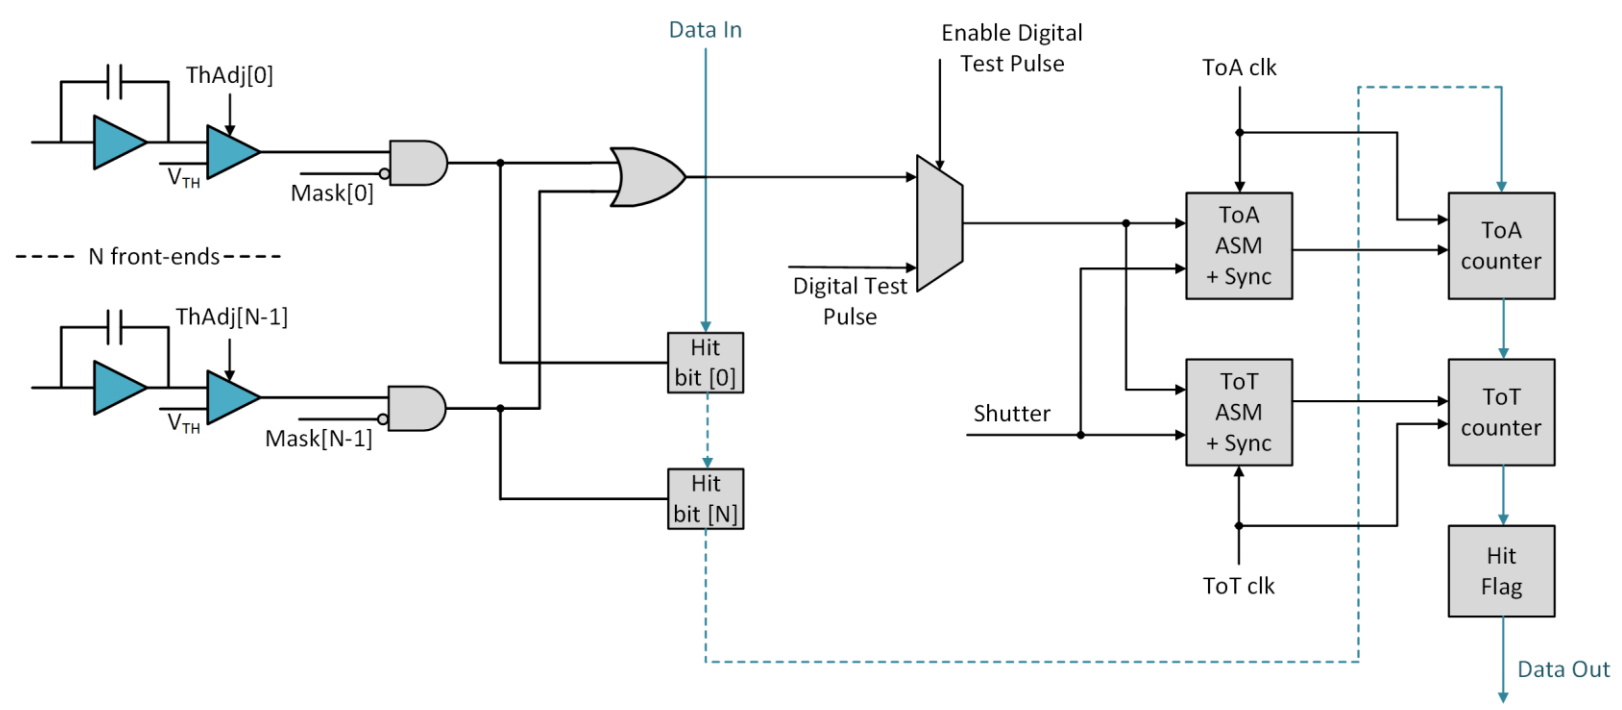 Data In
Enable Digital
Test Pulse
ToA clk
ThAdj[0]
V_TH
Mask[0]
N front-ends
ThAdj[N-1]
V_TH
Mask[N-1]
Hit
bit [0]
Hit
bit [N]
Digital Test
Pulse
Shutter
ToA
ASM
+ Sync
ToA
counter
ToT
ASM
+ Sync
ToT
counter
ToT clk
Hit
Flag
Data Out